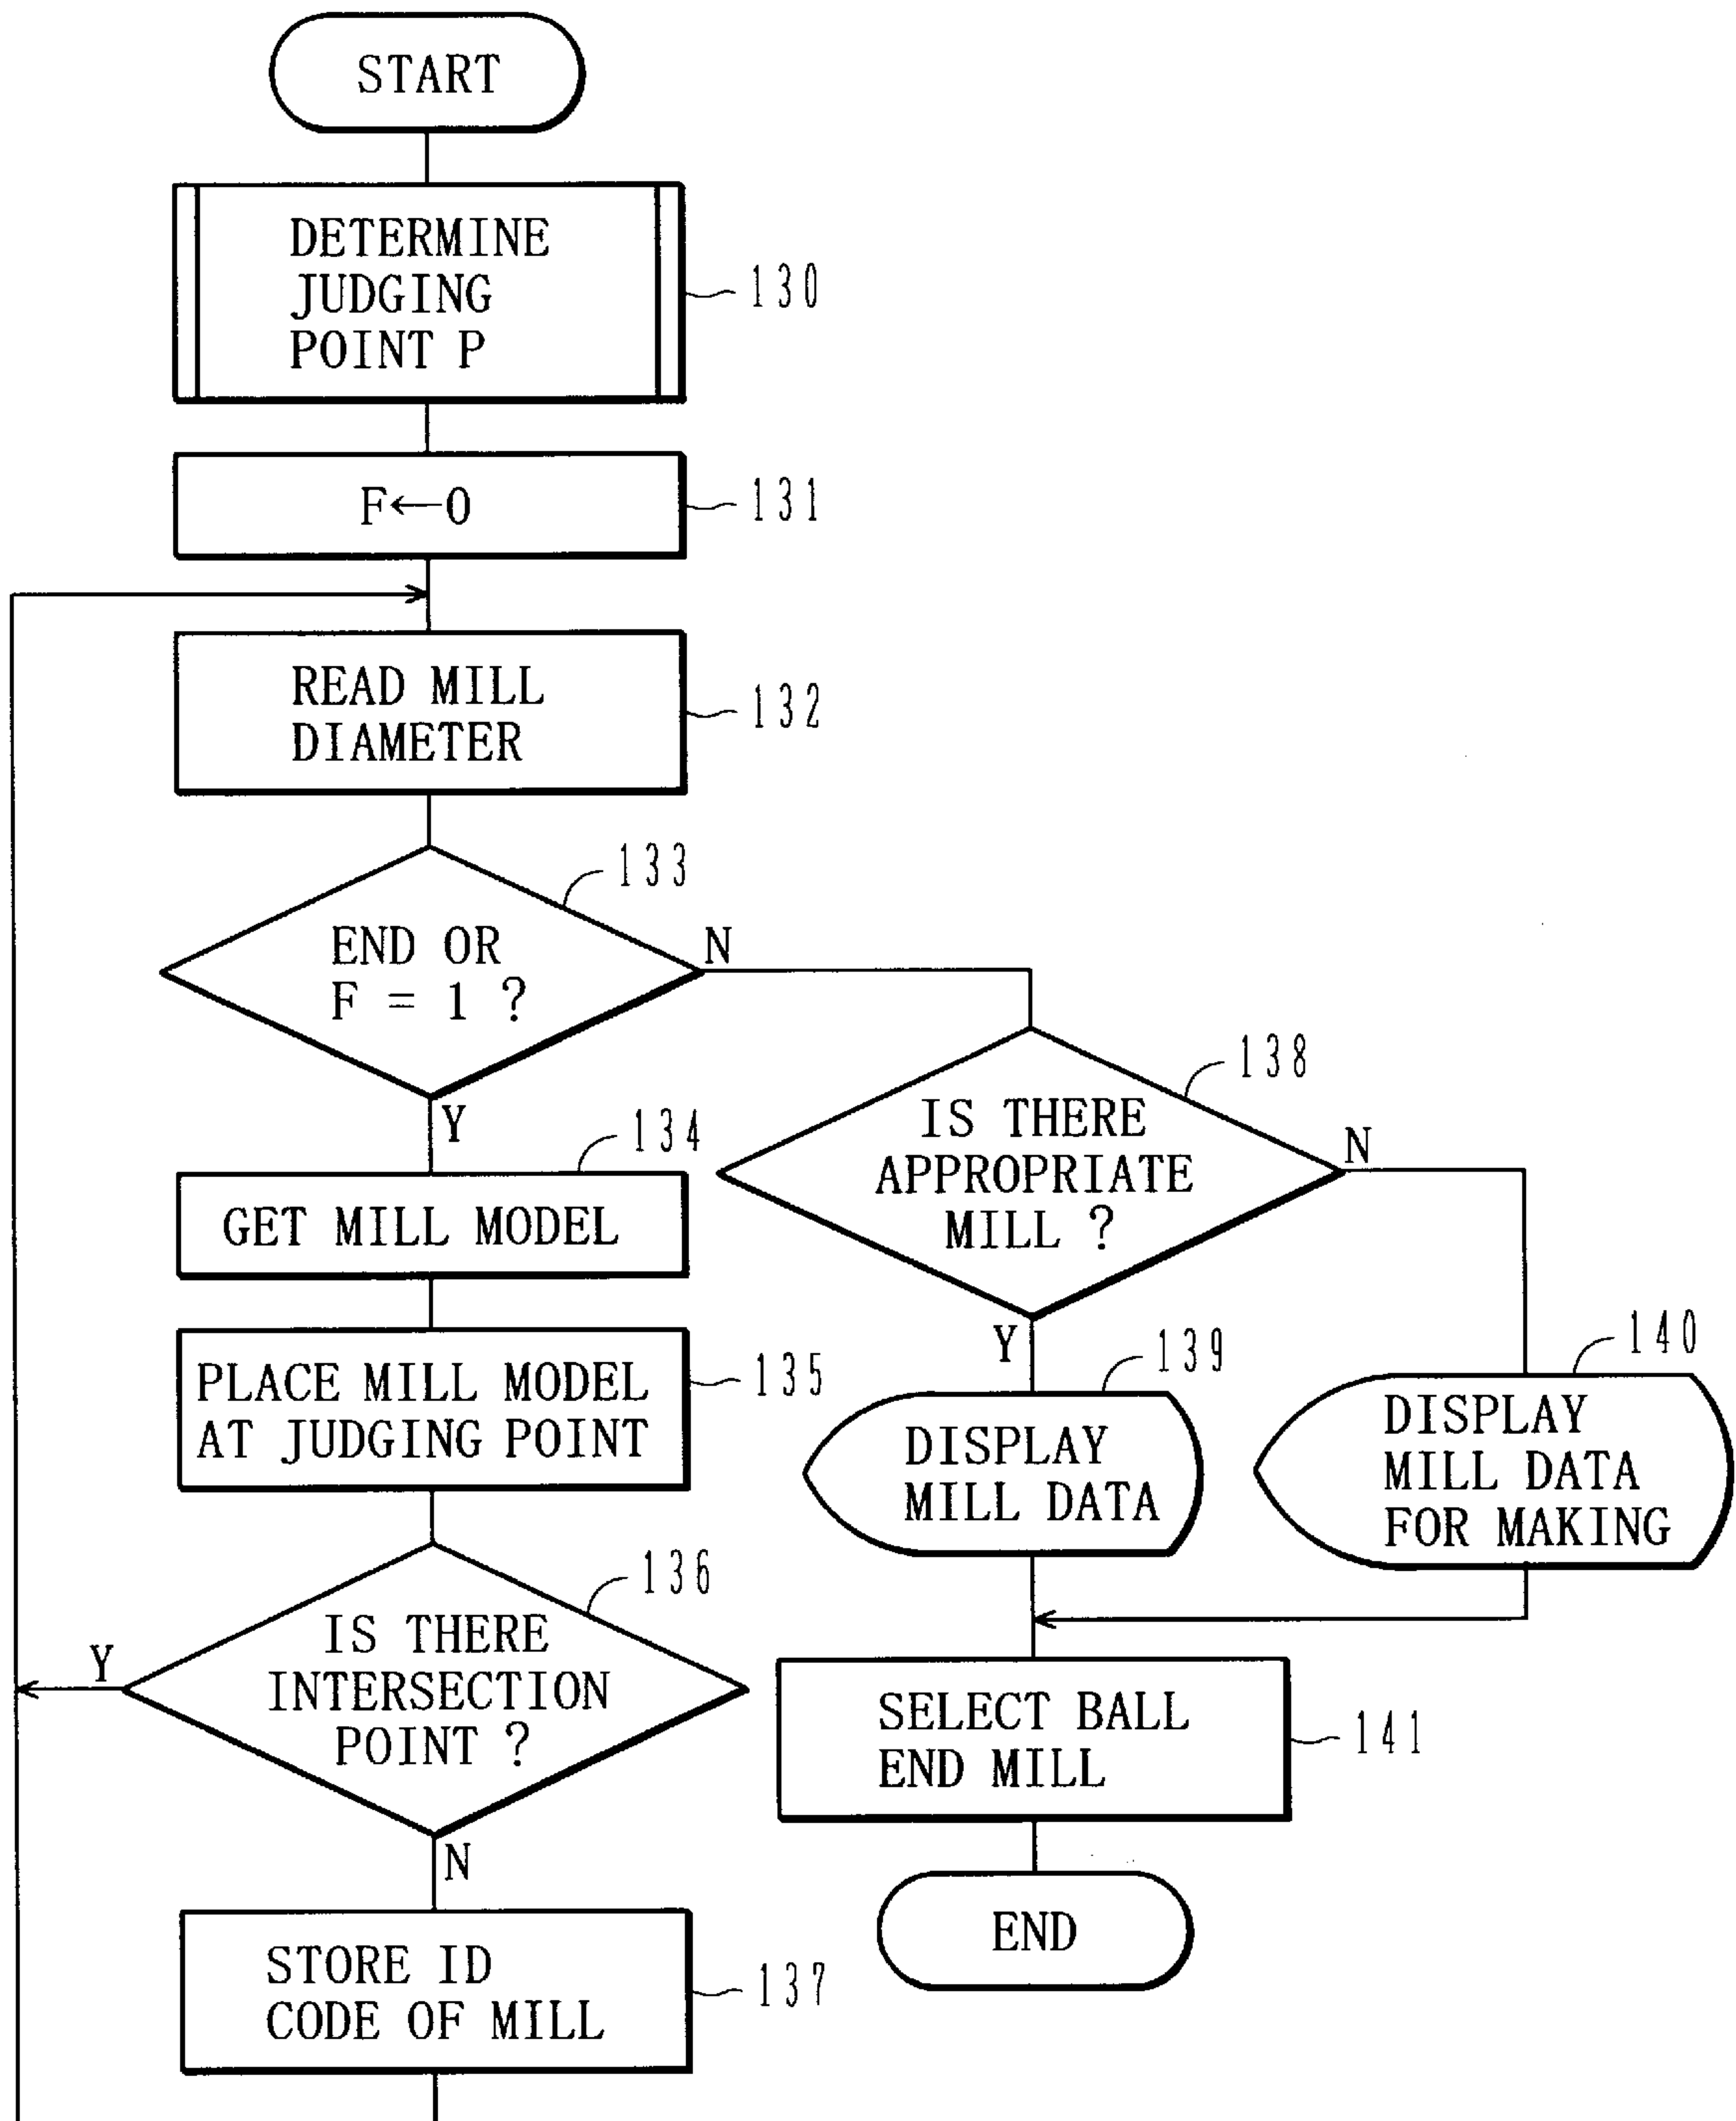 START
DETERMINE
JUDGING
POINT P
130
F←0
131
READ MILL
DIAMETER
132
133
END OR
F = 1 ?
N
Y
134
GET MILL MODEL
PLACE MILL MODEL
AT JUDGING POINT
135
136
IS THERE
INTERSECTION
POINT ?
Y
N
STORE ID
CODE OF MILL
137
138
IS THERE
APPROPRIATE
MILL ?
N
Y
139
DISPLAY
MILL DATA
140
DISPLAY
MILL DATA
FOR MAKING
SELECT BALL
END MILL
141
END